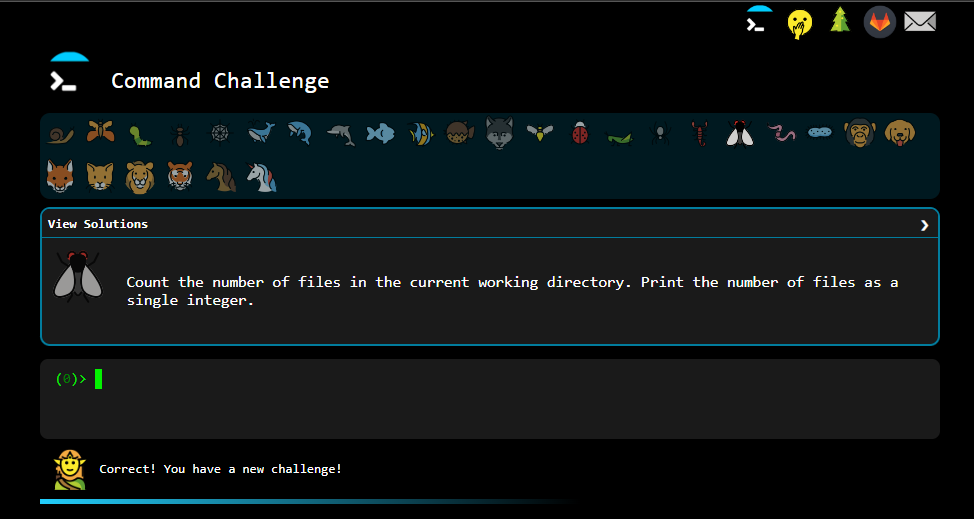 Command Challenge
View Solutions
Count the number of files in the current working directory. Print the number of files as a
single integer.
(0)>
Correct! You have a new challenge!